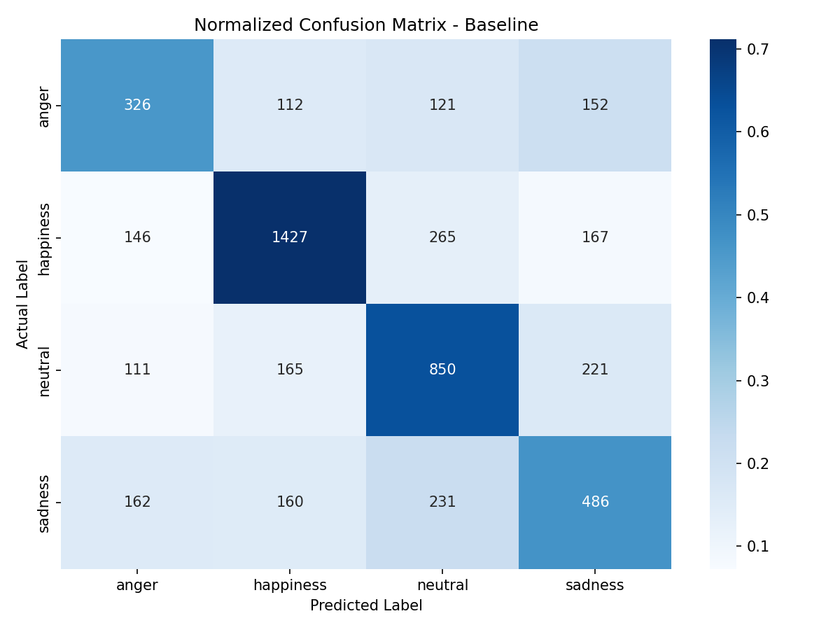 Normalized Confusion Matrix - Baseline
anger 326 112 121 152
happiness 146 1427 265 167
neutral 111 165 850 221
sadness 162 160 231 486
anger happiness neutral sadness
Predicted Label
Actual Label
0.7
0.6
0.5
0.4
0.3
0.2
0.1